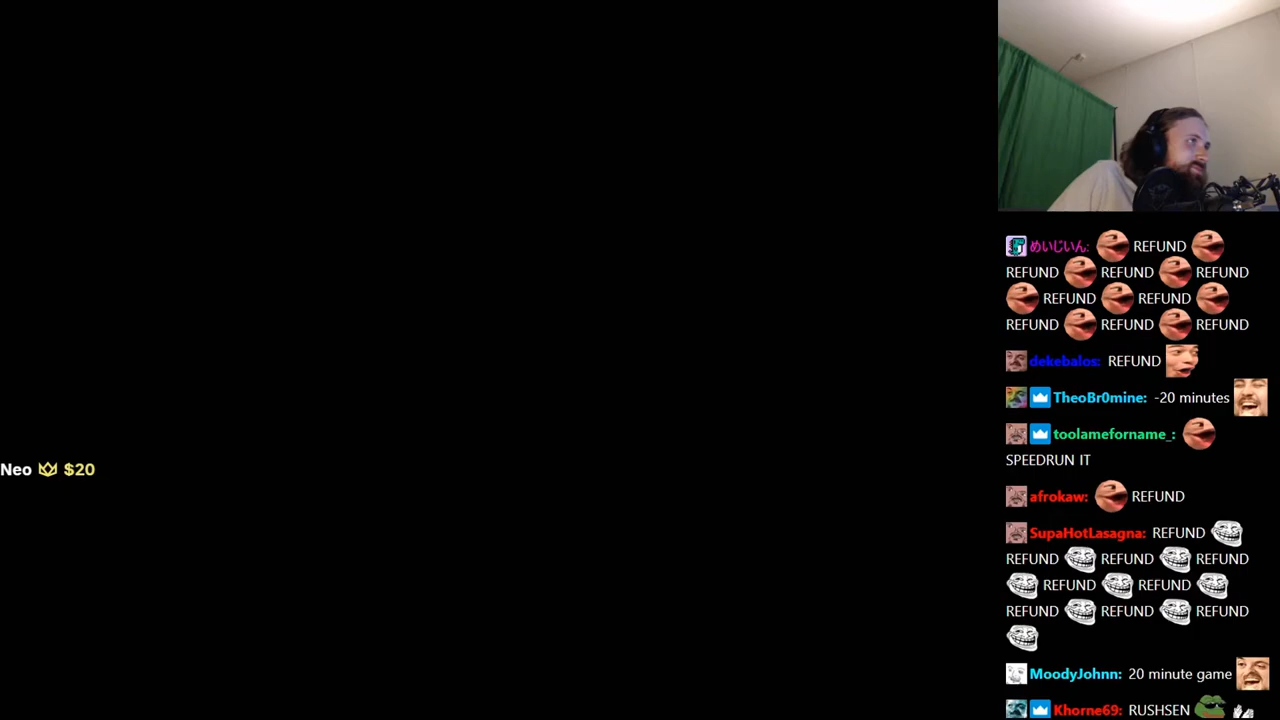 めいじいん: REFUND
REFUND REFUND REFUND
REFUND REFUND
REFUND REFUND REFUND
dekebalos: REFUND
TheoBr0mine: -20 minutes
toolameforname_:
SPEEDRUN IT
Neo $20
afrokaw: REFUND
SupaHotLasagna: REFUND
REFUND REFUND REFUND
REFUND REFUND
REFUND REFUND REFUND
MoodyJohnn: 20 minute game
Khorne69: RUSHSEN